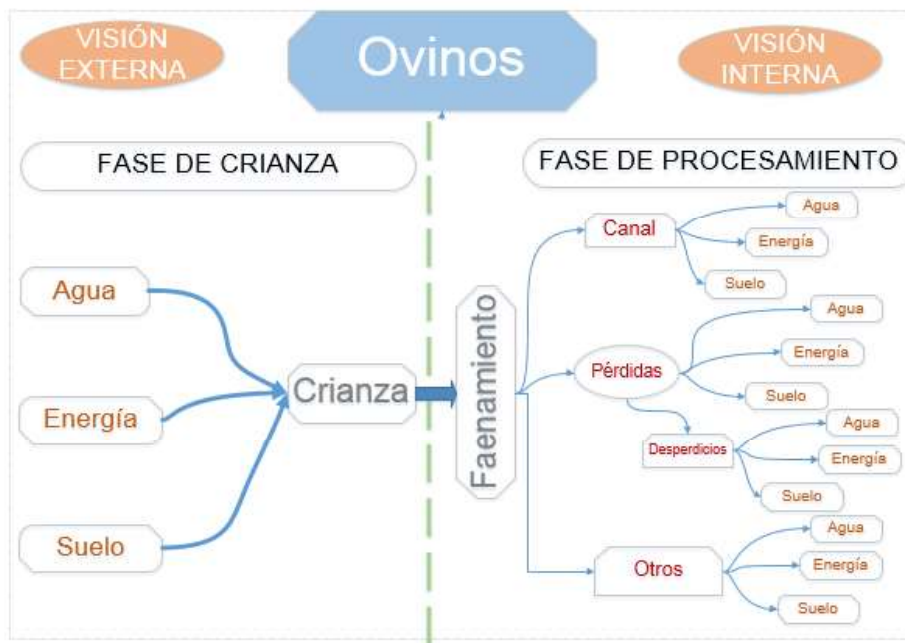 VISIÓN
EXTERNA
Ovinos
VISIÓN
INTERNA
FASE DE CRIANZA
FASE DE PROCESAMIENTO
Agua
Energía
Suelo
Crianza
Faenamiento
Canal
Agua
Energía
Suelo
Pérdidas
Agua
Energía
Suelo
Desperdicios
Agua
Energía
Suelo
Otros
Agua
Energía
Suelo